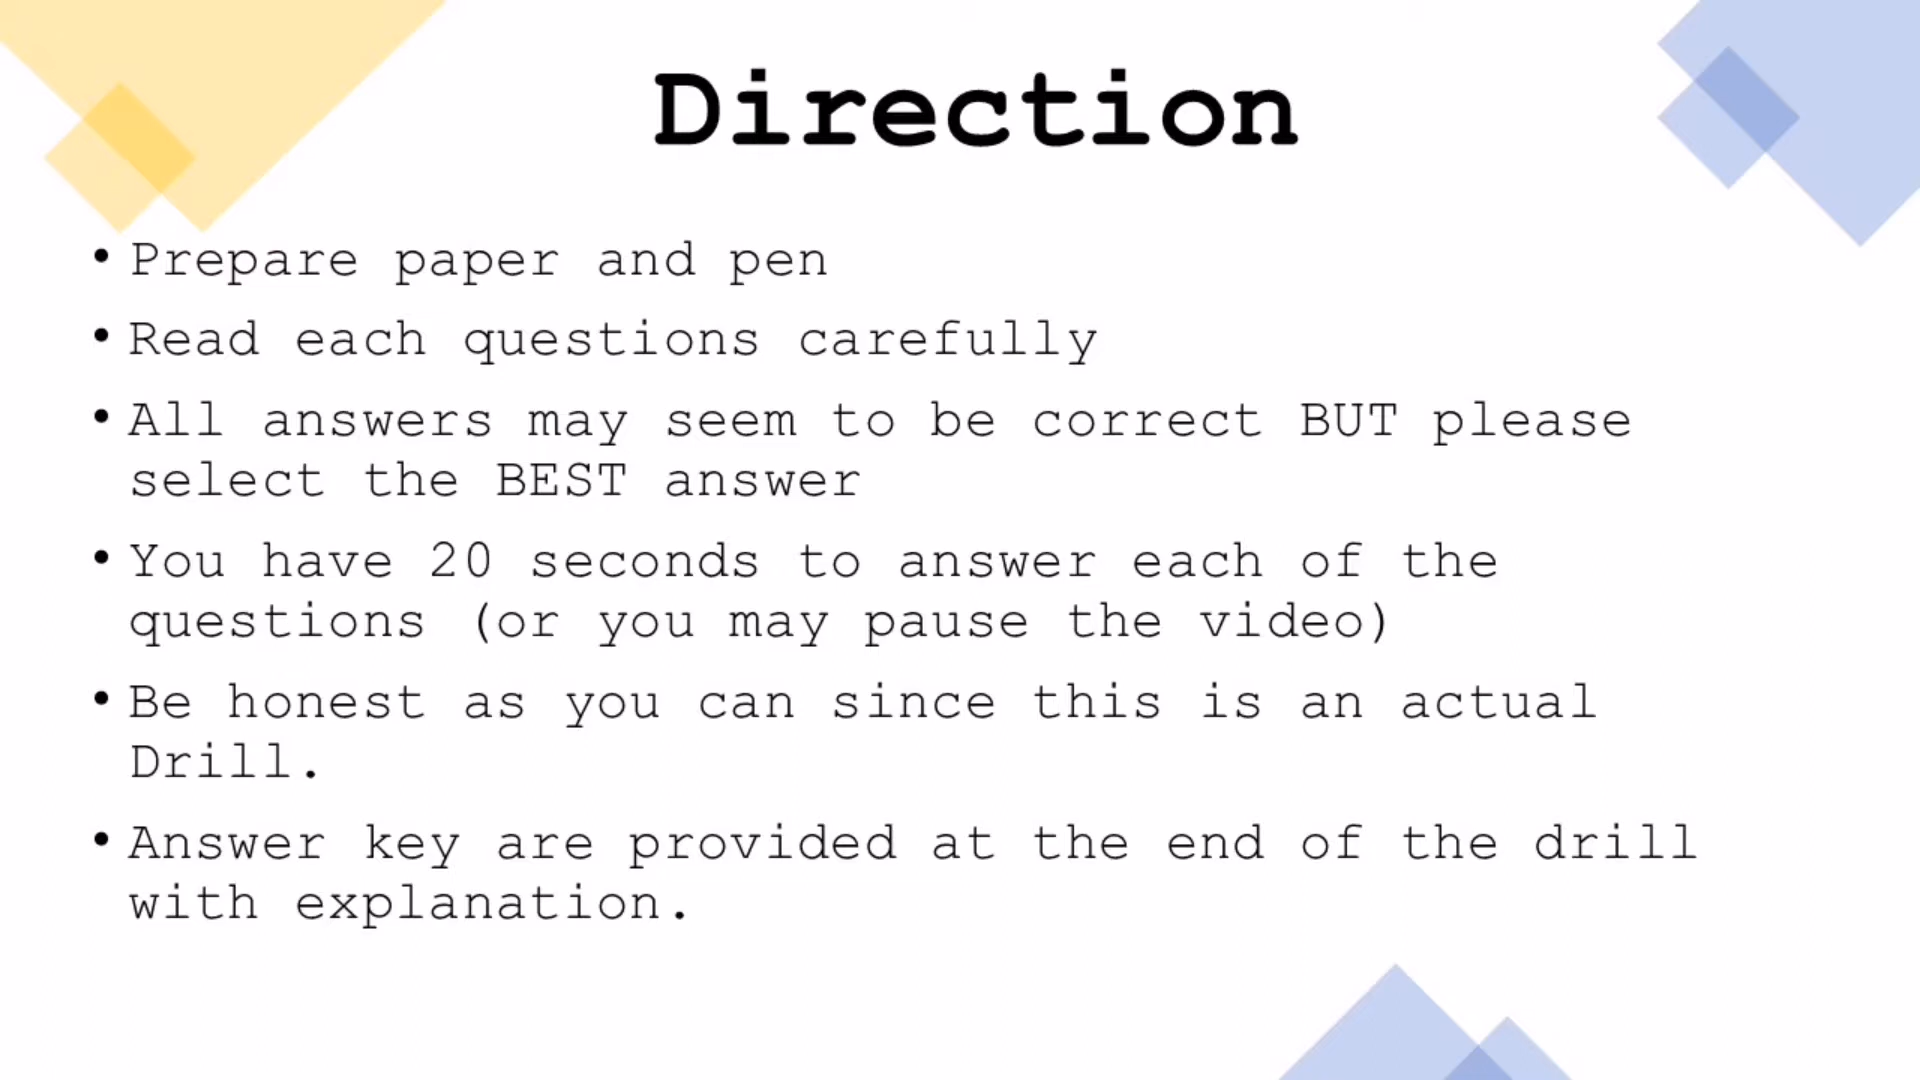 Direction
• Prepare paper and pen
• Read each questions carefully
• All answers may seem to be correct BUT please
select the BEST answer
• You have 20 seconds to answer each of the
questions (or you may pause the video)
• Be honest as you can since this is an actual
Drill.
• Answer key are provided at the end of the drill
with explanation.